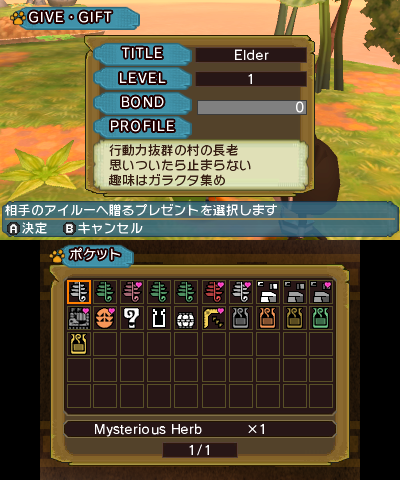 GIVE・GIFT
TITLE Elder
LEVEL 1
BOND 0
PROFILE
行動力抜群の村の長老
思いついたら止まらない
趣味はガラクタ集め
相手のアイルーへ贈るプレゼントを選択します
A決定 Bキャンセル
ポケット
Mysterious Herb ×1
1/1